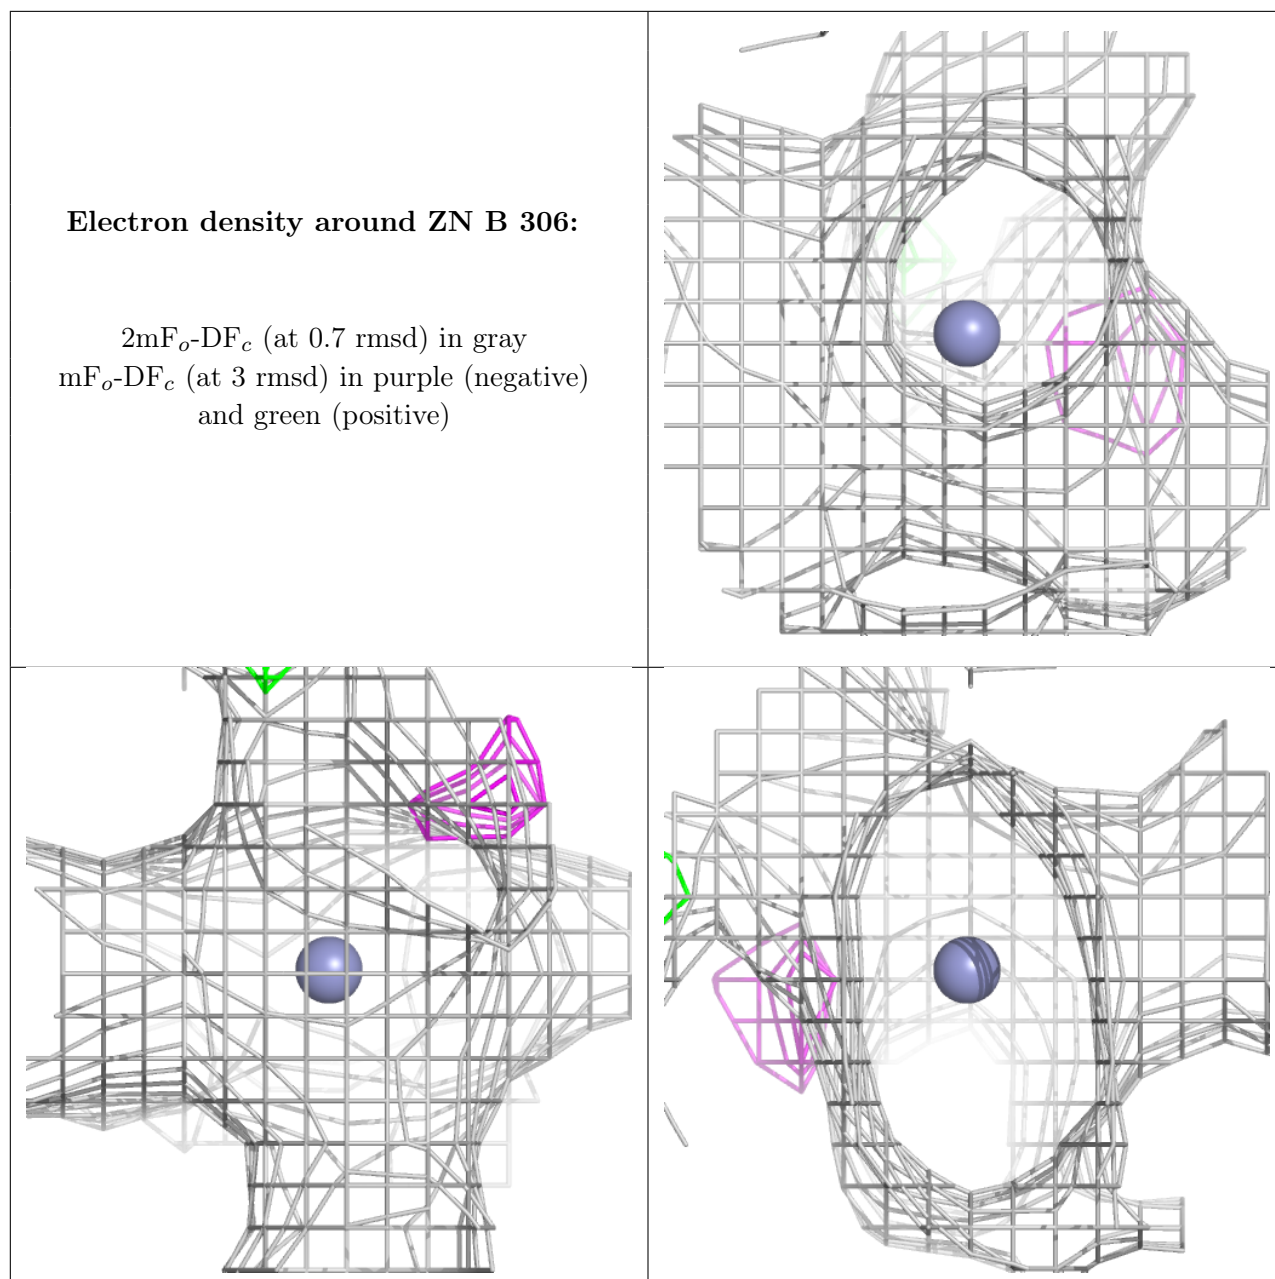 Electron density around ZN B 306:
2mFₒ-DF𝒸 (at 0.7 rmsd) in gray
mFₒ-DF𝒸 (at 3 rmsd) in purple (negative)
and green (positive)